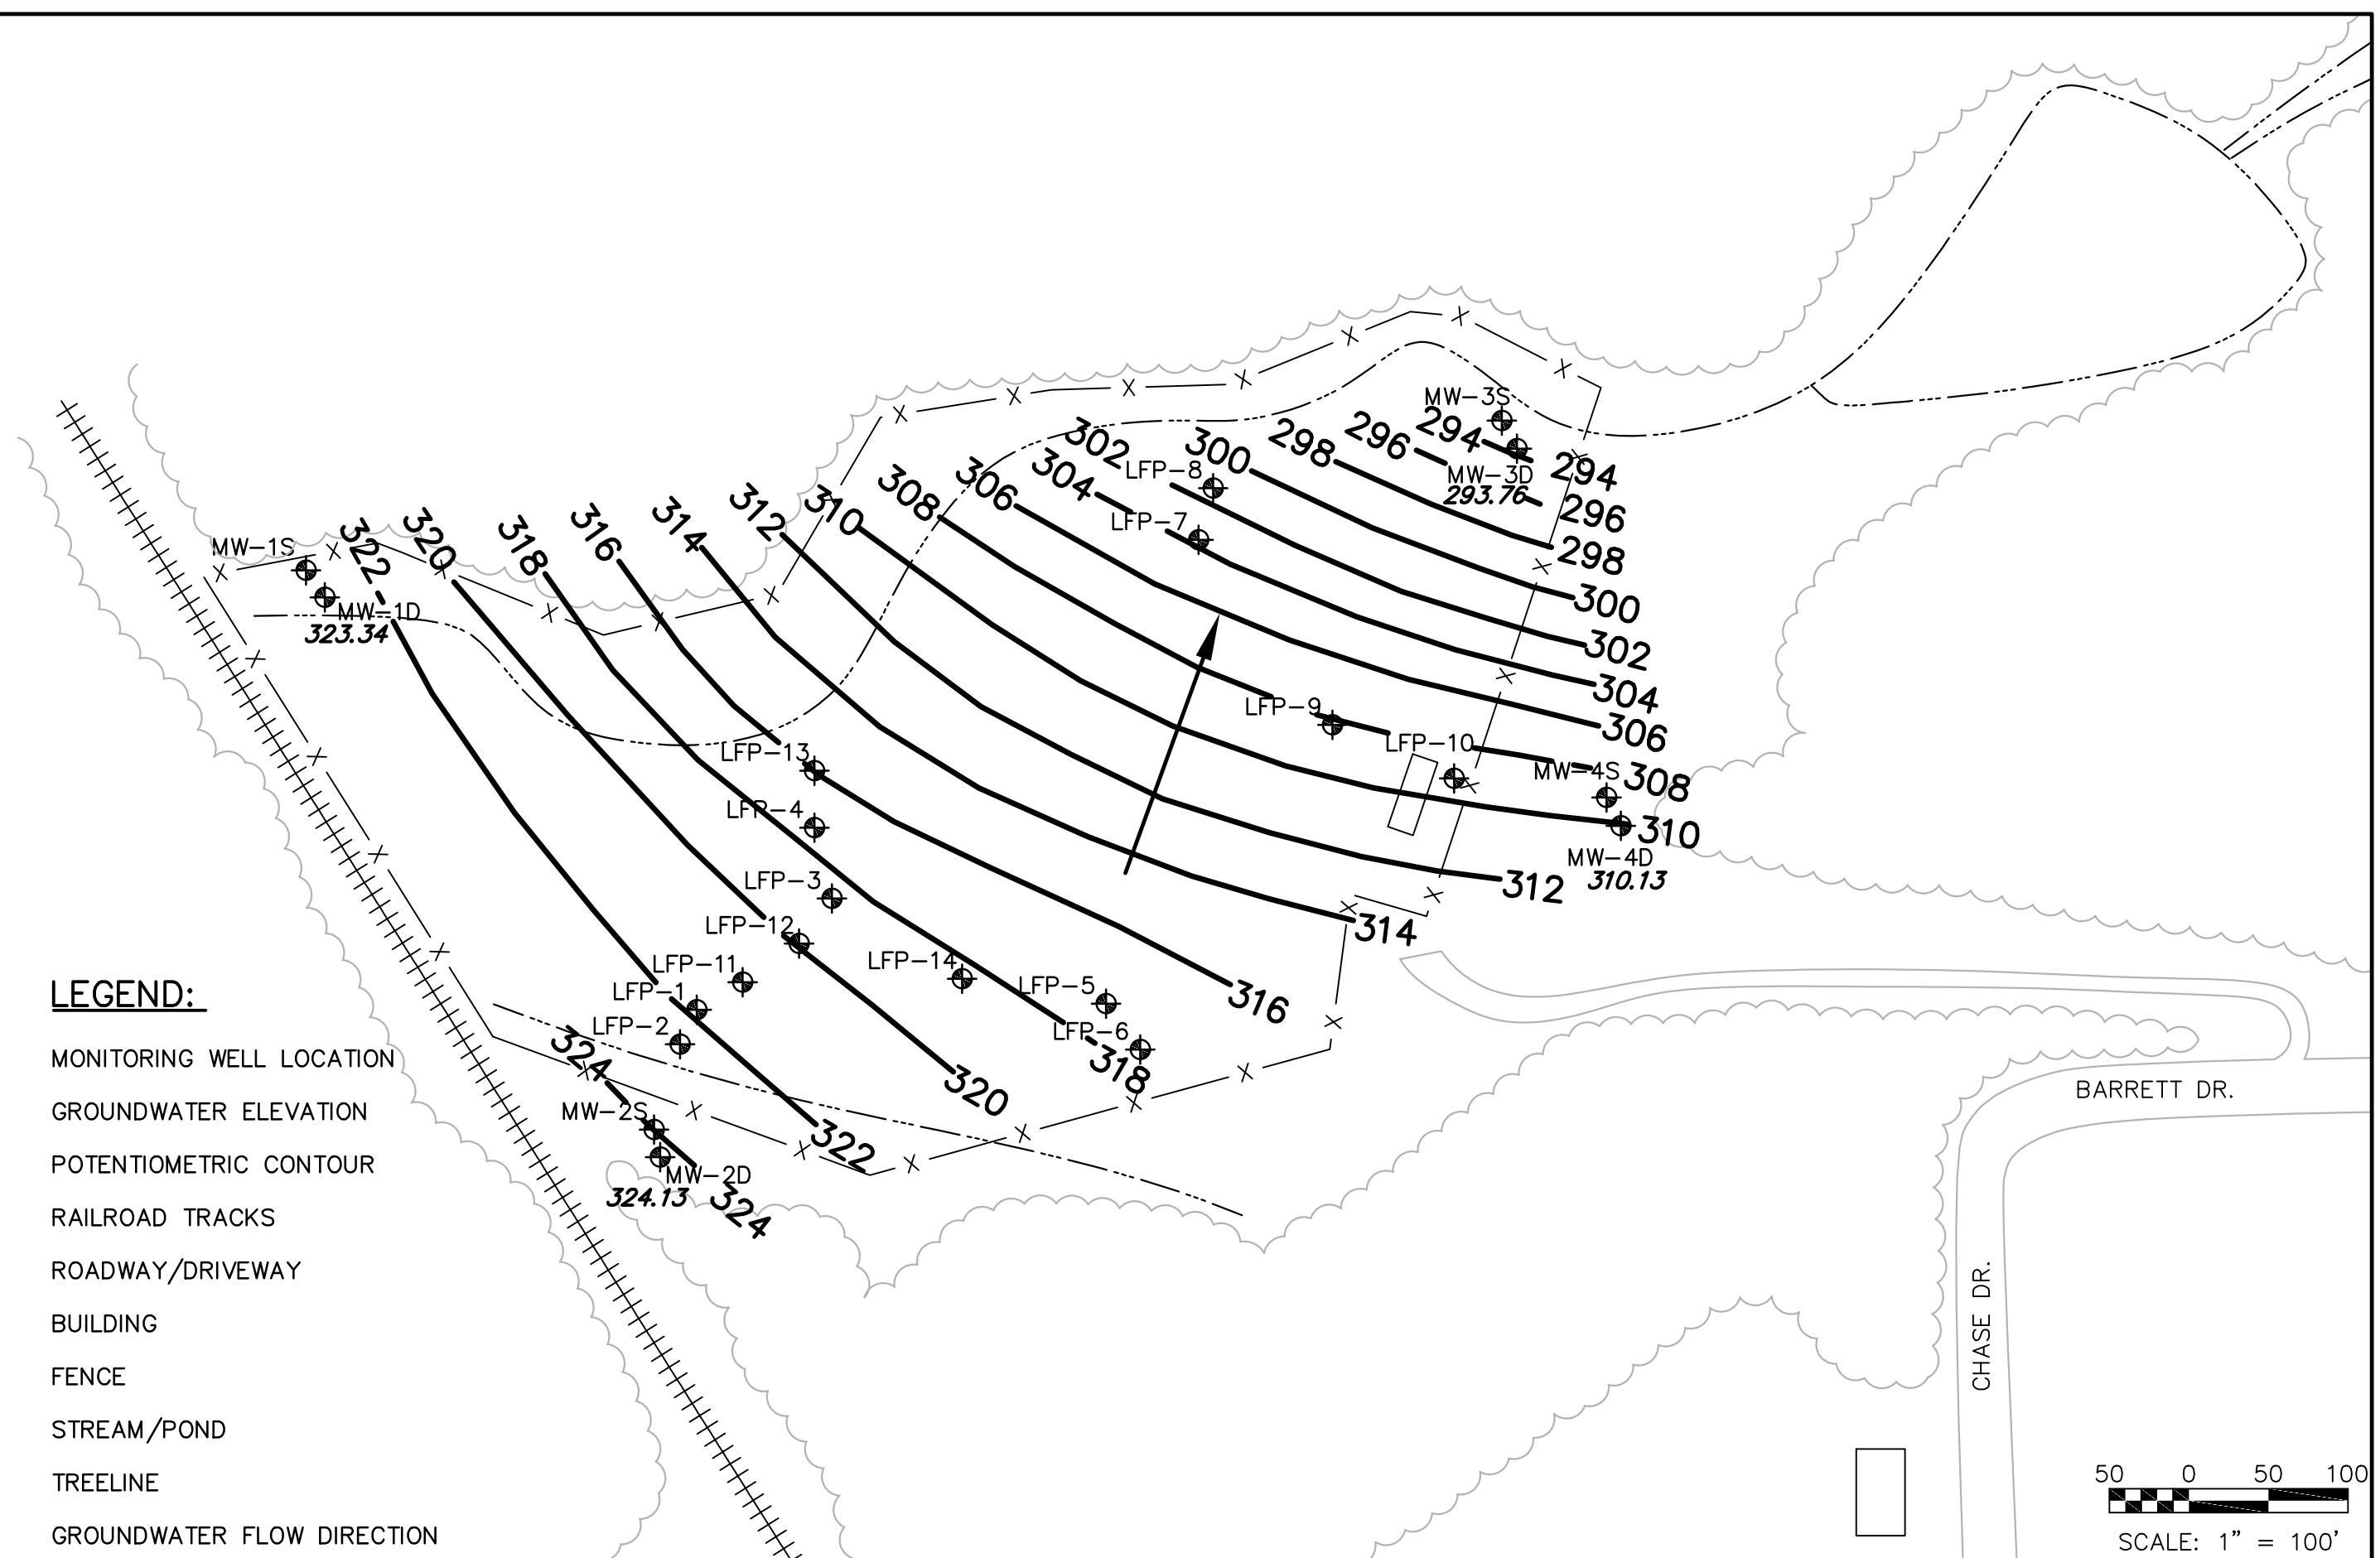 MW-3S
294
296
298
300
302
LFP-8
304
306
308
310
312
314
316
318
320
322
MW-3D
293.76
294
296
298
300
302
304
306
308
310
312
314
316
318
320
322
324
LFP-7
MW-1S
MW-1D
323.34
LFP-9
LFP-10
MW-4S
MW-4D
310.13
LFP-13
LFP-4
LFP-3
LFP-12
LFP-11
LFP-14
LFP-5
LFP-6
LFP-1
LFP-2
324
MW-2S
MW-2D
324.13
LEGEND:
MONITORING WELL LOCATION
GROUNDWATER ELEVATION
POTENTIOMETRIC CONTOUR
RAILROAD TRACKS
ROADWAY/DRIVEWAY
BUILDING
FENCE
STREAM/POND
TREELINE
GROUNDWATER FLOW DIRECTION
BARRETT DR.
CHASE DR.
50 0 50 100
SCALE: 1" = 100'